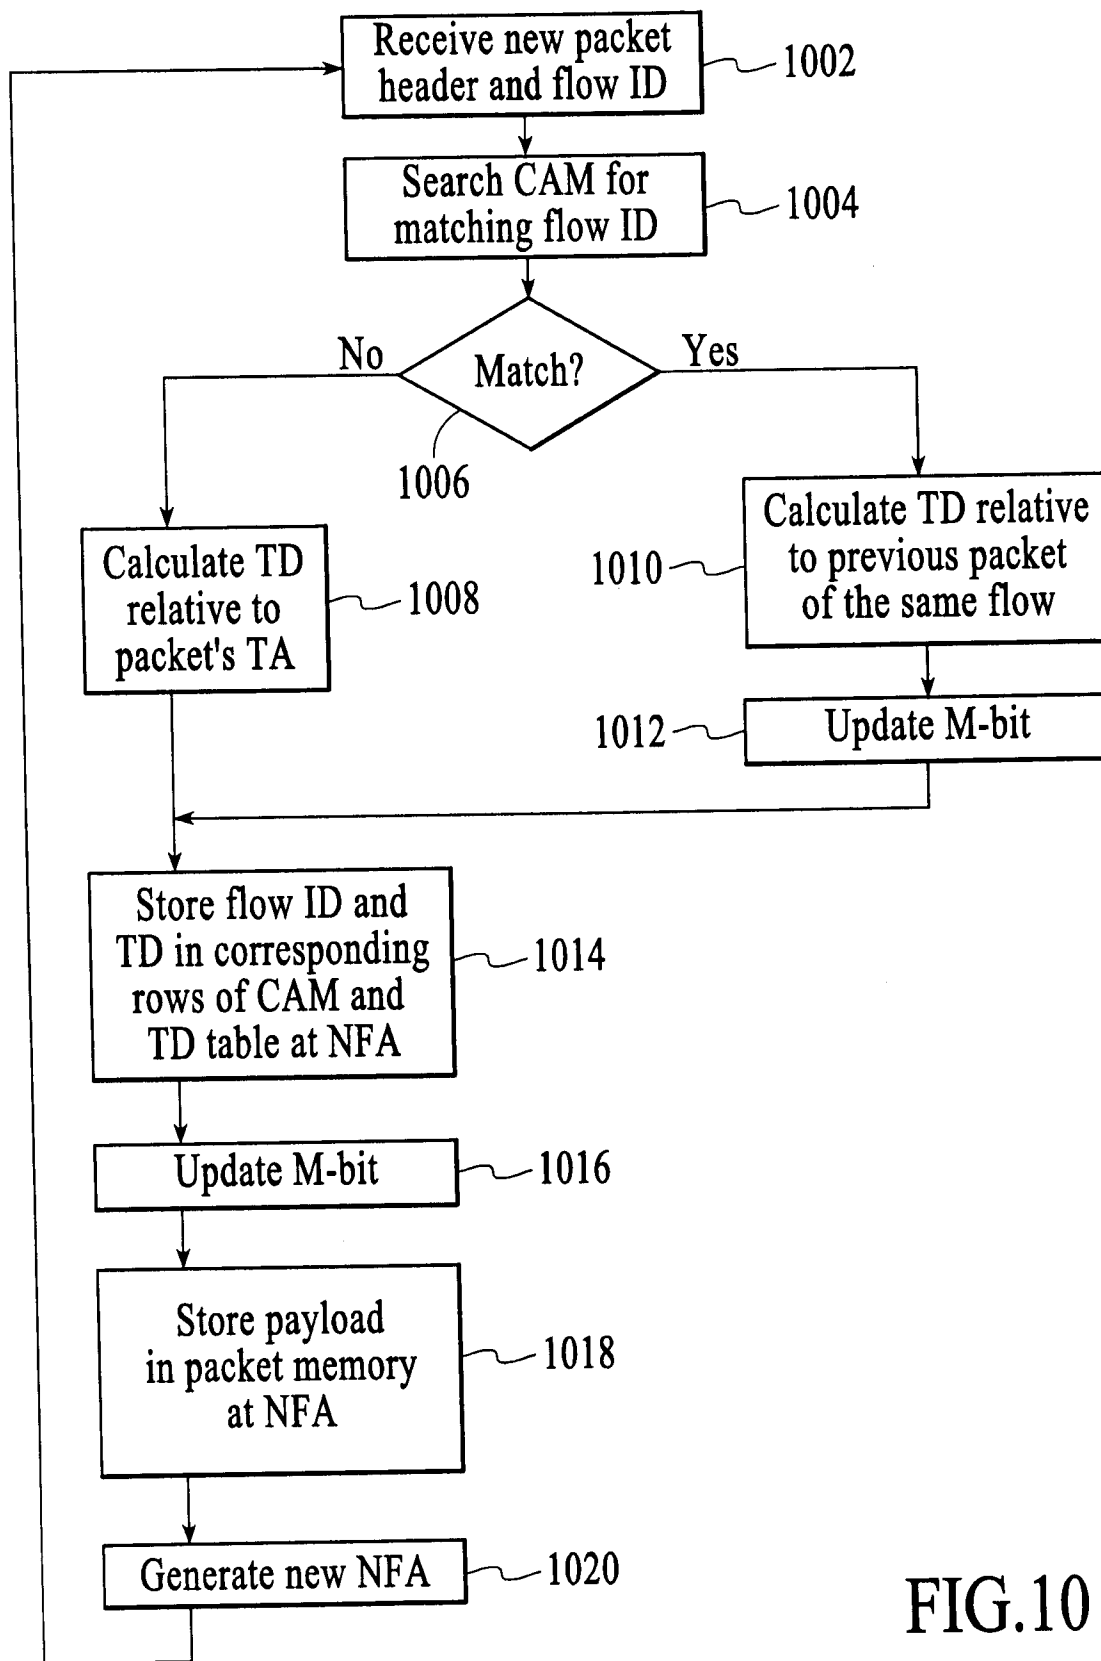 Receive new packet
header and flow ID
1002
Search CAM for
matching flow ID
1004
No
Match?
Yes
1006
Calculate TD
relative to
packet's TA
1008
Calculate TD relative
to previous packet
of the same flow
1010
Update M-bit
1012
Store flow ID and
TD in corresponding
rows of CAM and
TD table at NFA
1014
Update M-bit
1016
Store payload
in packet memory
at NFA
1018
Generate new NFA
1020
FIG.10